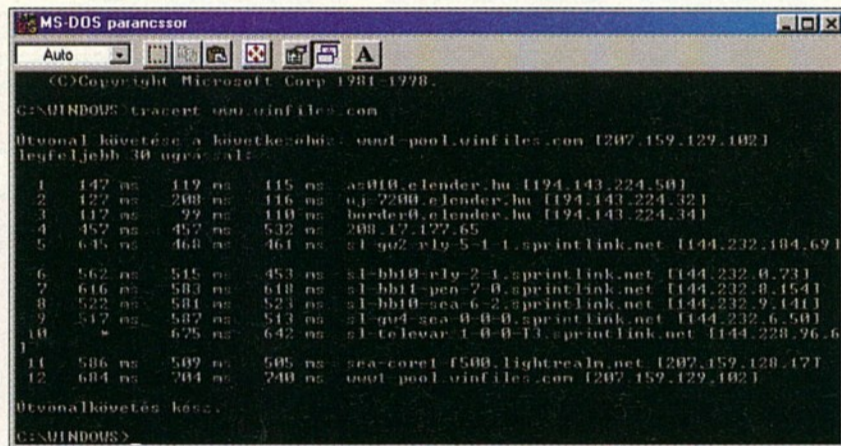 MS-DOS parancssor
Auto
A
(C)Copyright Microsoft Corp 1981-1998.
C:\WINDOWS>tracert www.winfiles.com
Útvonal követése a következőhöz: www1-pool.winfiles.com [207.159.129.102]
legfeljebb 30 ugrással:
1 147 ms 119 ms 115 ms as010.elender.hu [194.143.224.50]
2 127 ms 208 ms 116 ms uj-7200.elender.hu [194.143.224.32]
3 117 ms 99 ms 110 ms border0.elender.hu [194.143.224.34]
4 457 ms 457 ms 532 ms 208.17.177.65
5 645 ms 468 ms 461 ms sl-gw2-rly-5-1-1.sprintlink.net [144.232.184.69]
6 562 ms 515 ms 453 ms sl-bb10-rly-2-1.sprintlink.net [144.232.0.73]
7 616 ms 583 ms 618 ms sl-bb11-pen-7-0.sprintlink.net [144.232.8.154]
8 522 ms 581 ms 523 ms sl-bb10-sea-6-2.sprintlink.net [144.232.9.141]
9 517 ms 587 ms 513 ms sl-gw4-sea-0-0-0.sprintlink.net [144.232.6.50]
10 * 675 ms 642 ms sl-televar-1-0-0-T3.sprintlink.net [144.228.96.6
]
11 586 ms 509 ms 505 ms sea-core1-f500.lightrealm.net [207.159.128.17]
12 684 ms 704 ms 740 ms www1-pool.winfiles.com [207.159.129.102]
Útvonalkövetés kész.
C:\WINDOWS>